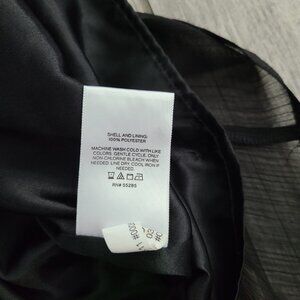 SHELL AND LINING:
100% POLYESTER
MACHINE WASH COLD WITH LIKE
COLORS, GENTLE CYCLE, ONLY
NON-CHLORINE BLEACH WHEN
NEEDED. LINE DRY, COOL IRON IF
NEEDED.
RN# 55285